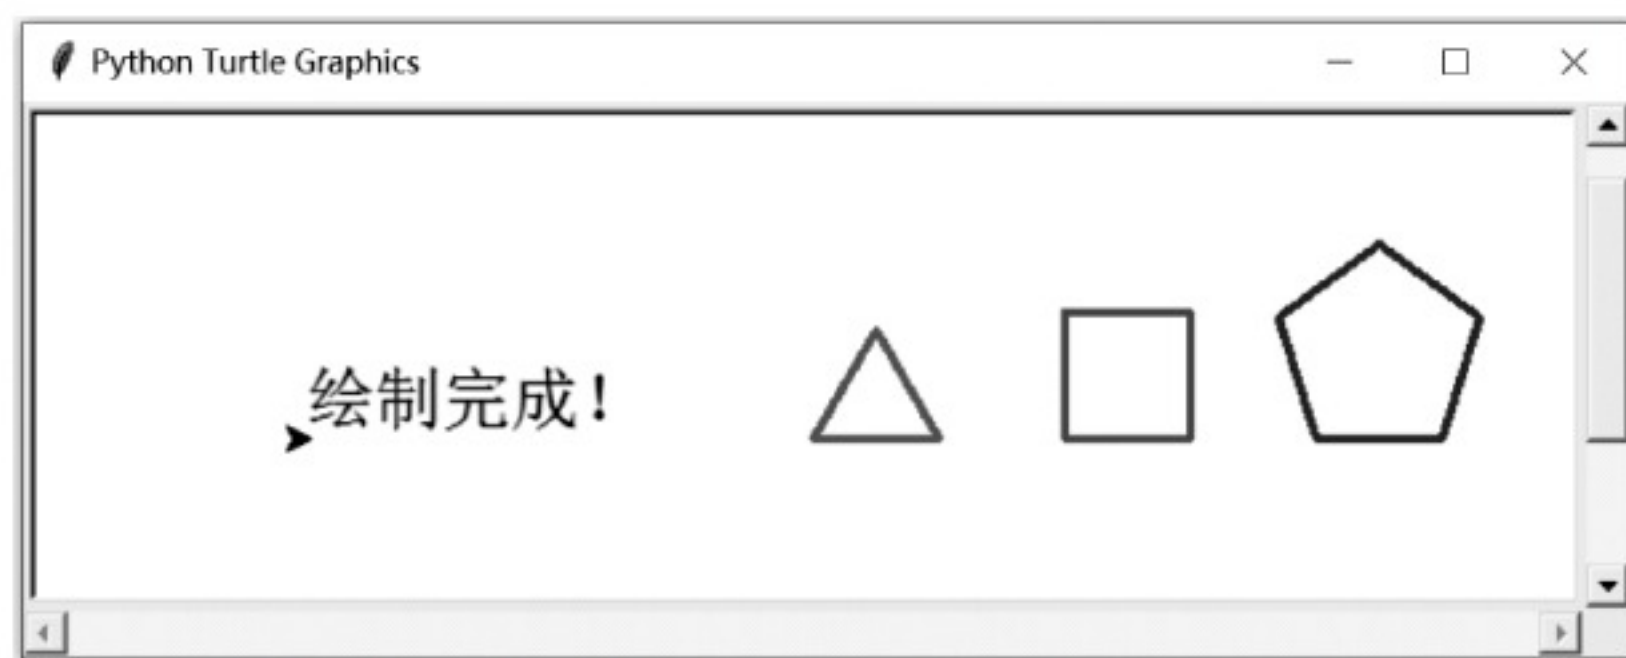 Python Turtle Graphics
绘制完成！